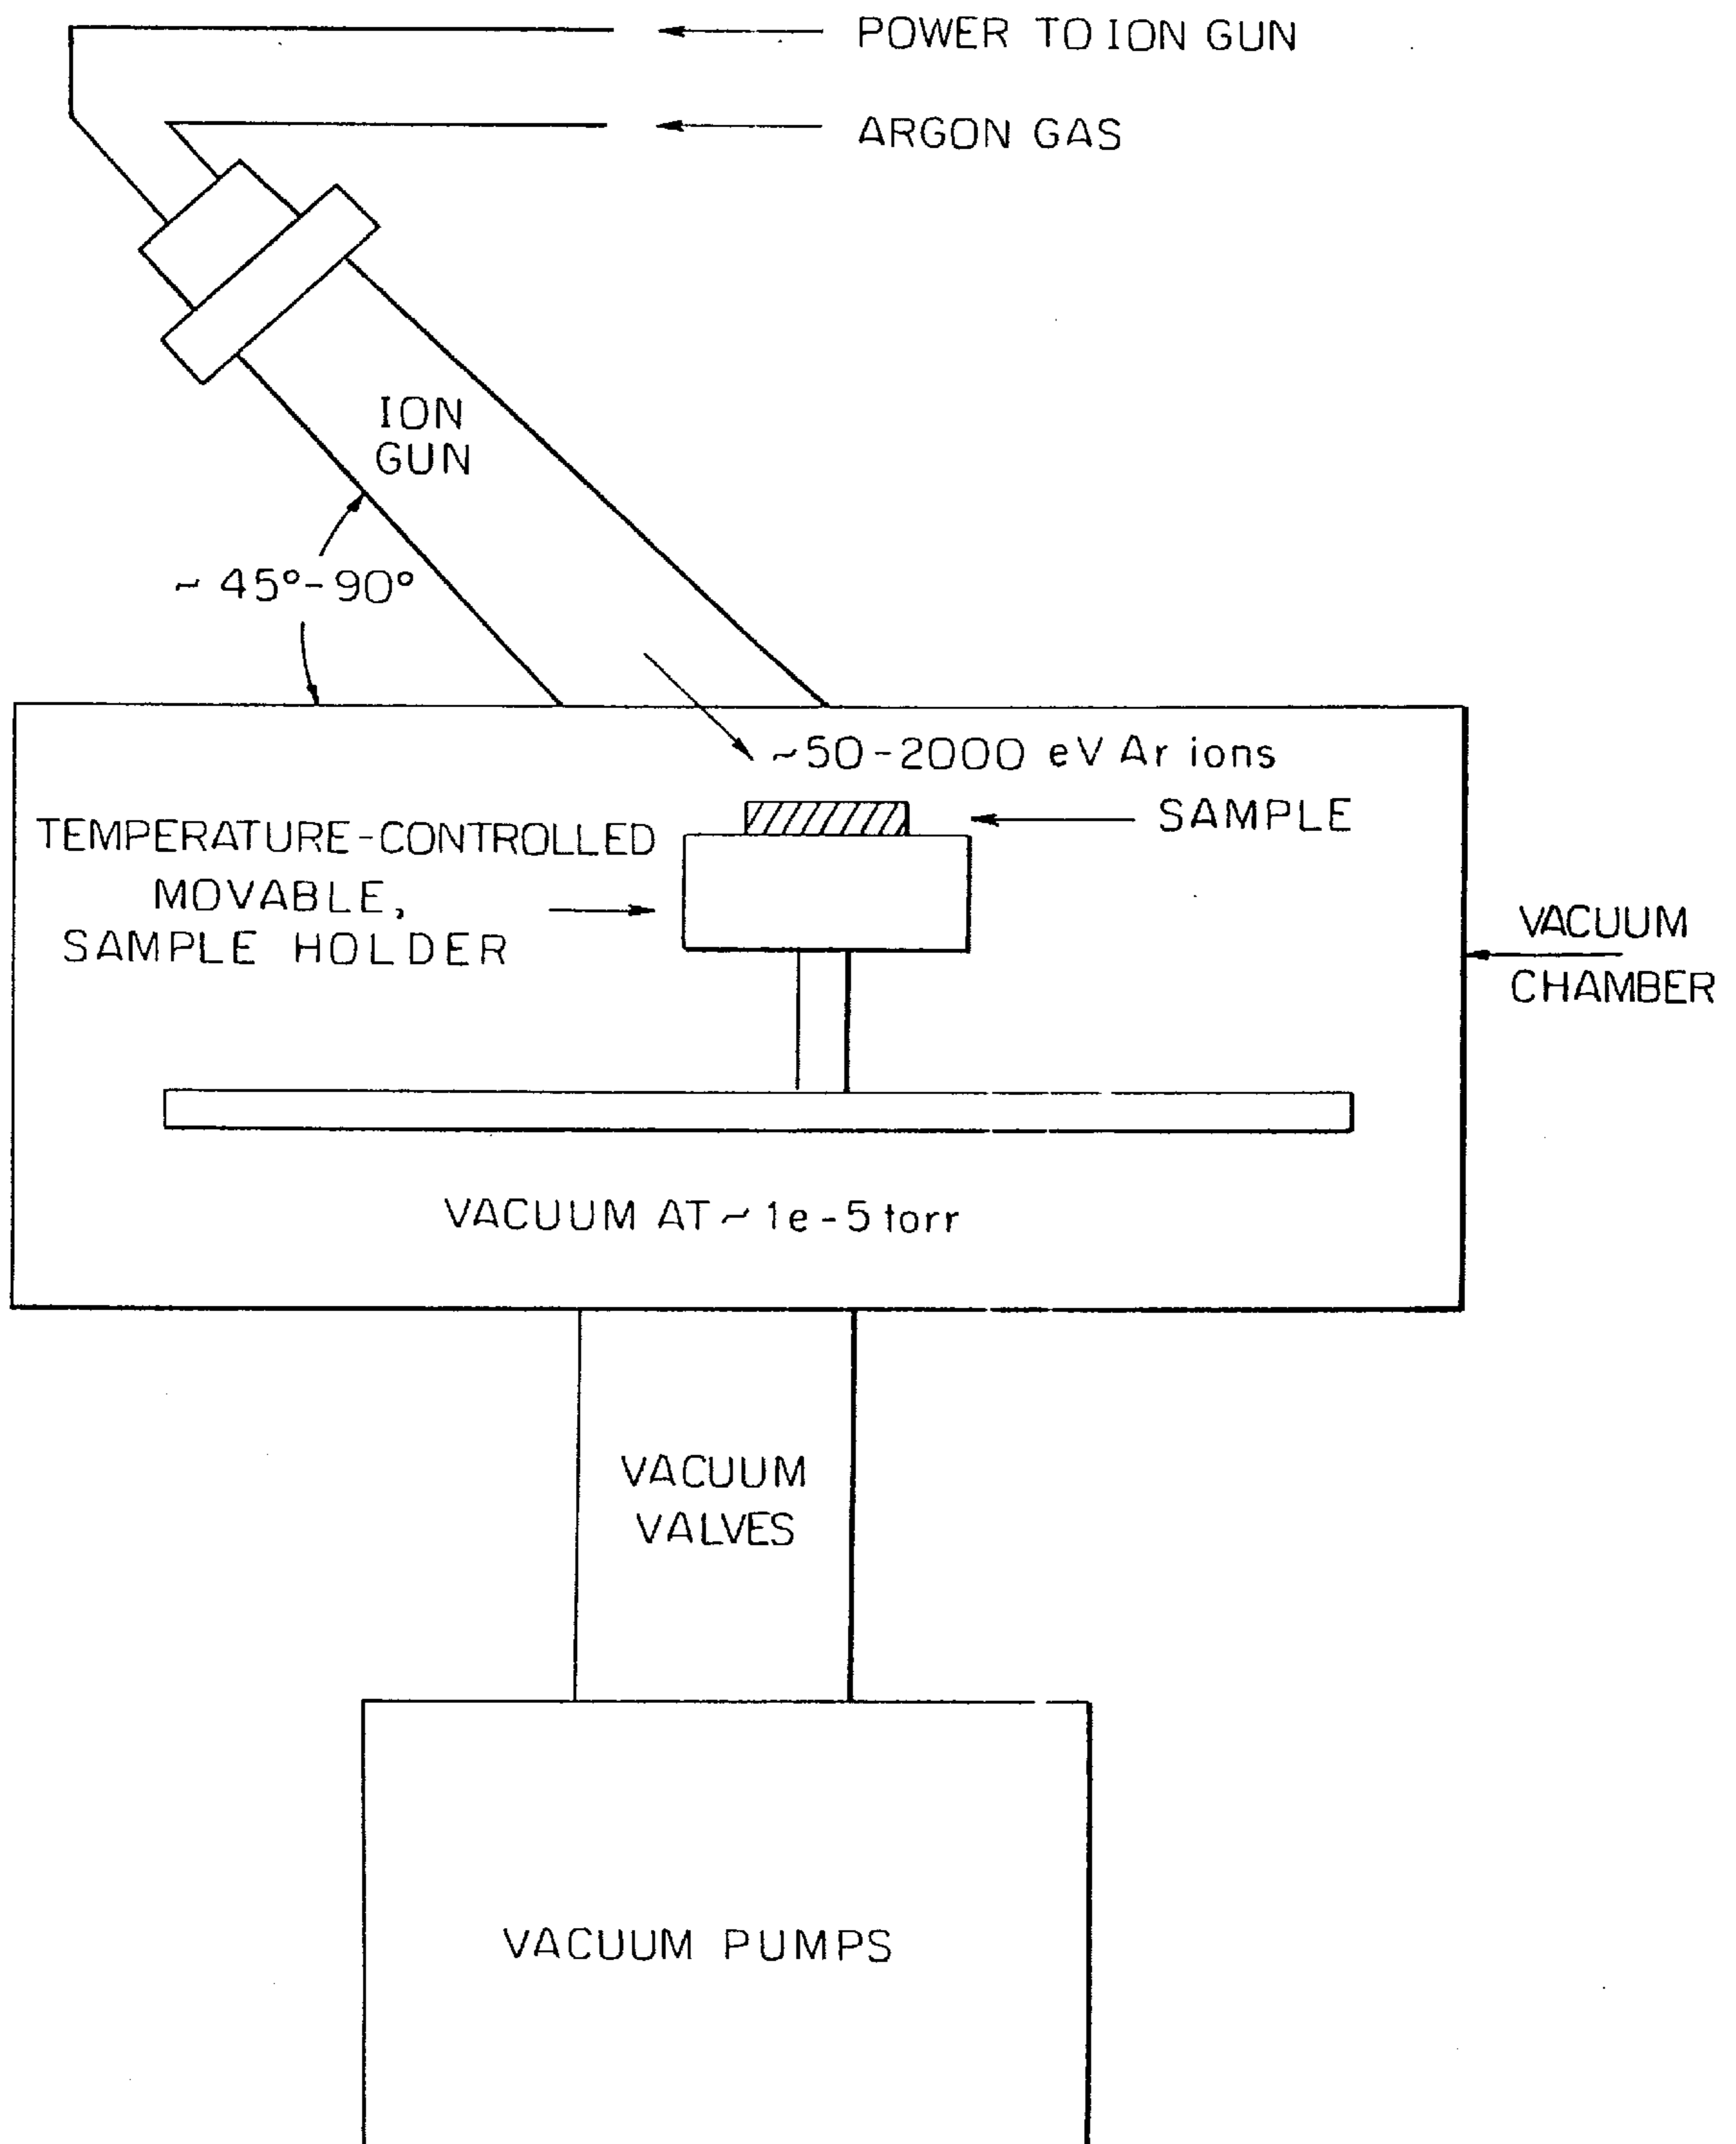 POWER TO ION GUN
ARGON GAS
ION
GUN
~ 45°-90°
~50-2000 eV Ar ions
SAMPLE
TEMPERATURE-CONTROLLED
MOVABLE,
SAMPLE HOLDER
VACUUM
CHAMBER
VACUUM AT ~ 1e-5 torr
VACUUM
VALVES
VACUUM PUMPS